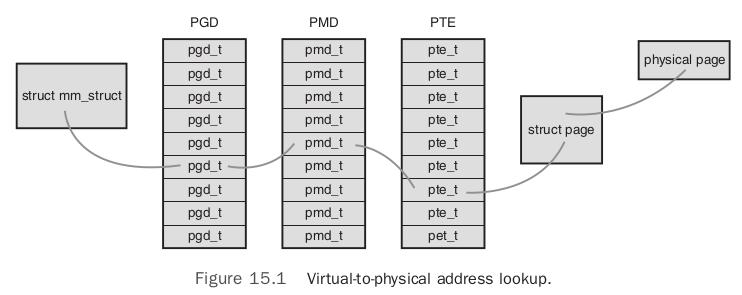 PGD PMD PTE
physical page
struct mm_struct
struct page
pgd_t pmd_t pte_t
pgd_t pmd_t pte_t
pgd_t pmd_t pte_t
pgd_t pmd_t pte_t
pgd_t pmd_t pte_t
pgd_t pmd_t pte_t
pgd_t pmd_t pte_t
pgd_t pmd_t pte_t
pgd_t pmd_t pet_t
Figure 15.1 Virtual-to-physical address lookup.